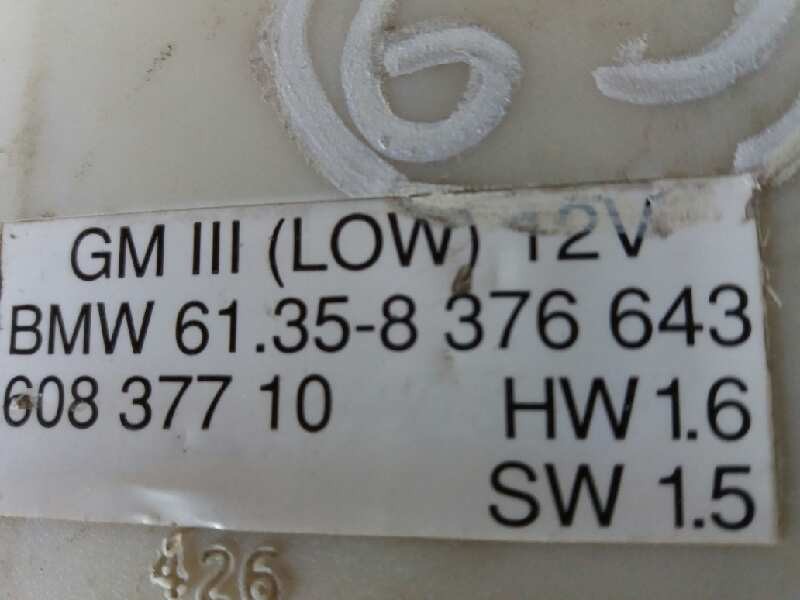 6
GM III (LOW) 12V
BMW 61.35-8 376 643
608 377 10 HW 1.6
SW 1.5
426